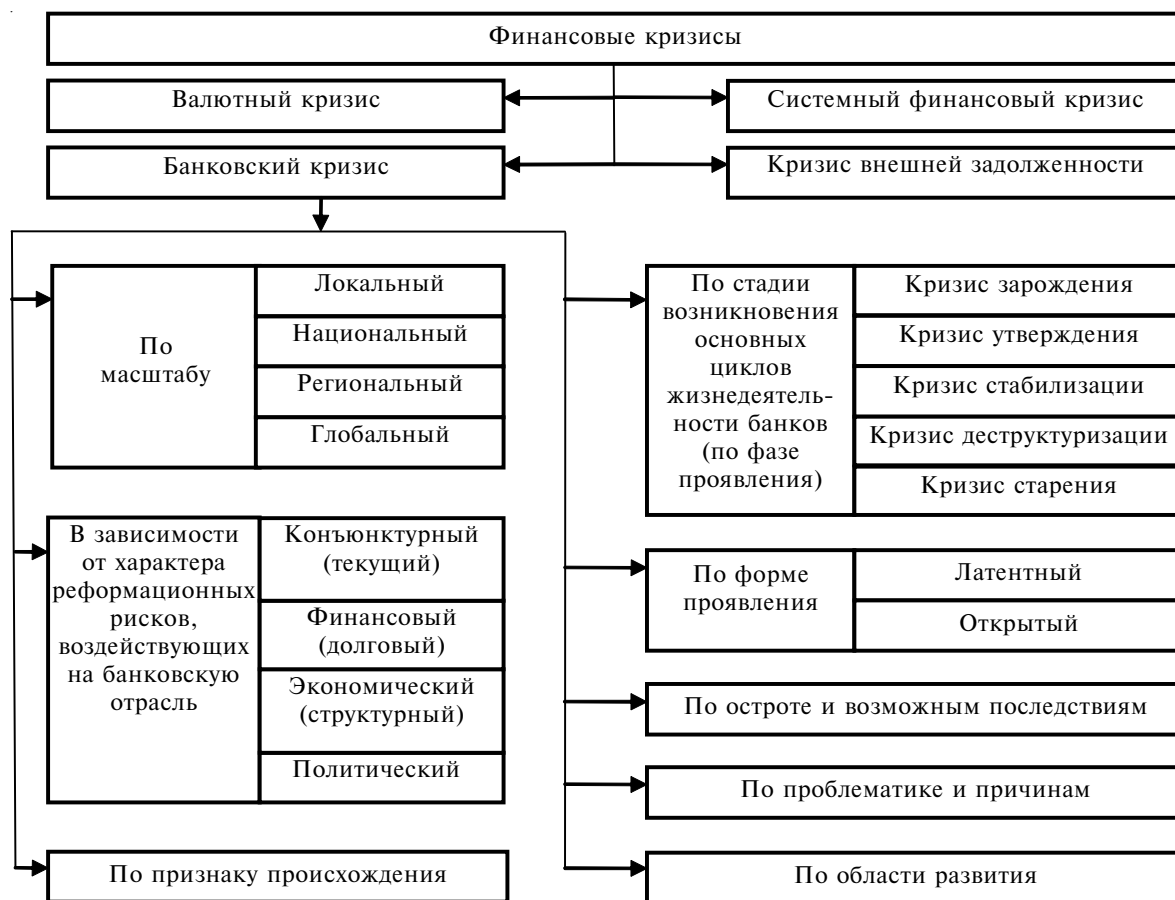 Финансовые кризисы
Валютный кризис
Системный финансовый кризис
Банковский кризис
Кризис внешней задолженности
По
масштабу
Локальный
Национальный
Региональный
Глобальный
В зависимости
от характера
реформационных
рисков,
воздействующих
на банковскую
отрасль
Конъюнктурный
(текущий)
Финансовый
(долговый)
Экономический
(структурный)
Политический
По признаку происхождения
По стадии
возникновения
основных
циклов
жизнедеятель-
ности банков
(по фазе
проявления)
Кризис зарождения
Кризис утверждения
Кризис стабилизации
Кризис деструктуризации
Кризис старения
По форме
проявления
Латентный
Открытый
По остроте и возможным последствиям
По проблематике и причинам
По области развития